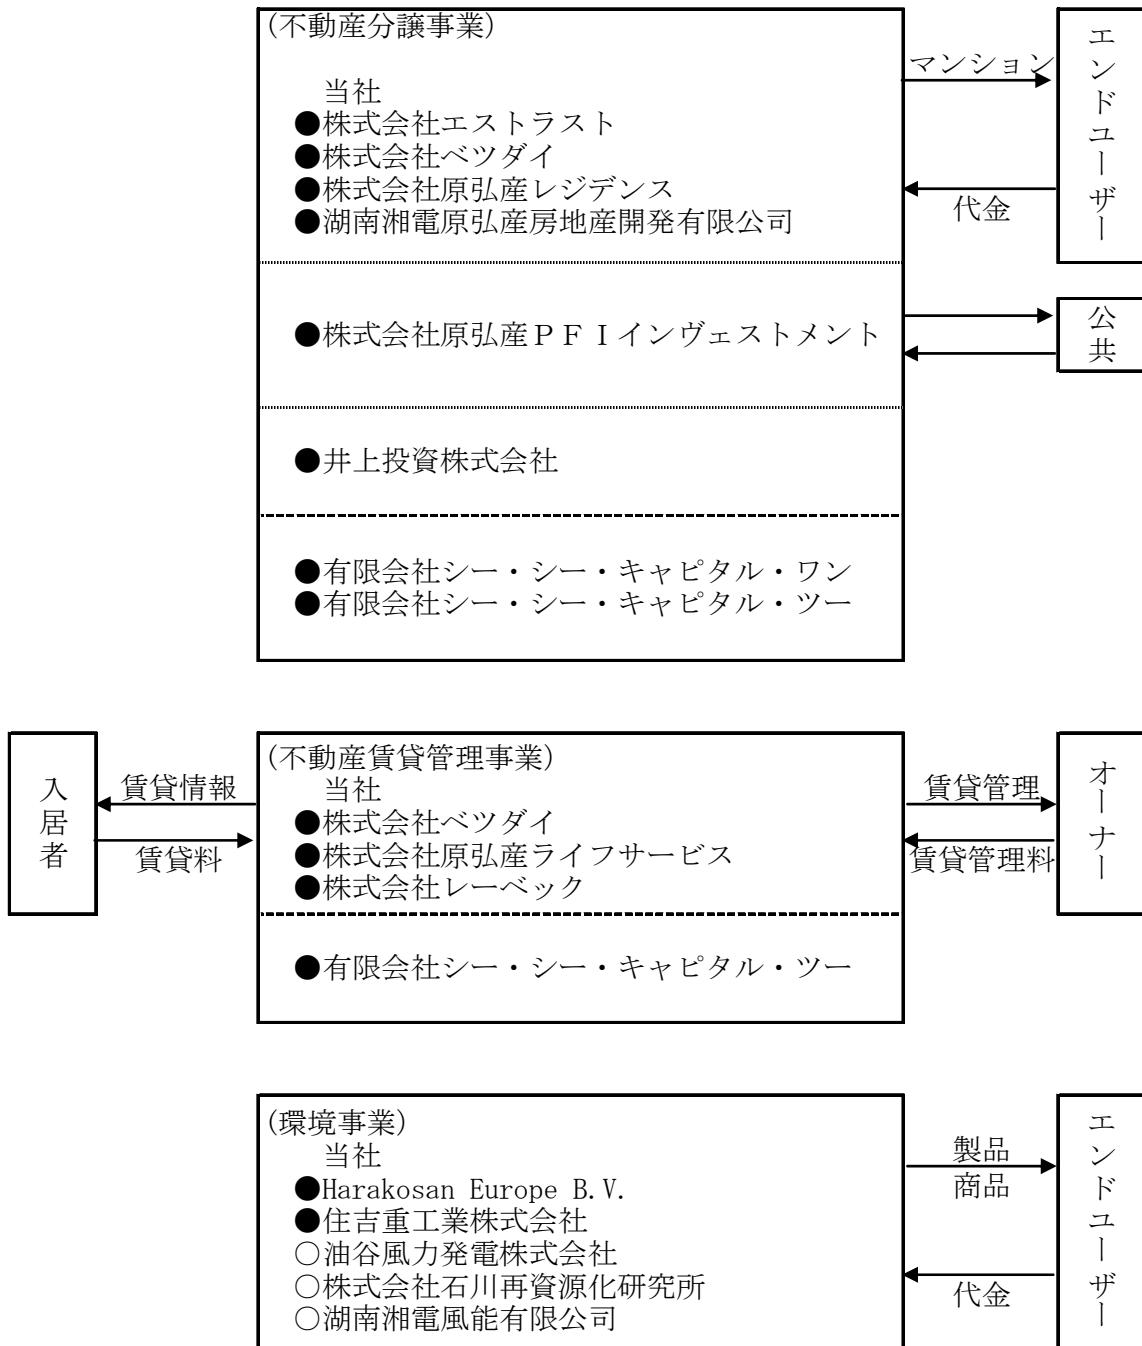 (不動産分譲事業)
当社
●株式会社エストラスト
●株式会社ベツダイ
●株式会社原弘産レジデンス
●湖南湘電原弘産房地産開発有限公司
マンション
代金
エンドユーザー
●株式会社原弘産PFIインヴェストメント
公共
●井上投資株式会社
●有限会社シー・シー・キャピタル・ワン
●有限会社シー・シー・キャピタル・ツー
入居者
賃貸情報
賃貸料
(不動産賃貸管理事業)
当社
●株式会社ベツダイ
●株式会社原弘産ライフサービス
●株式会社レーベック
●有限会社シー・シー・キャピタル・ツー
賃貸管理
賃貸管理料
オーナー
(環境事業)
当社
●Harakosan Europe B.V.
●住吉重工業株式会社
○油谷風力発電株式会社
○株式会社石川再資源化研究所
○湖南湘電風能有限公司
製品
商品
代金
エンドユーザー